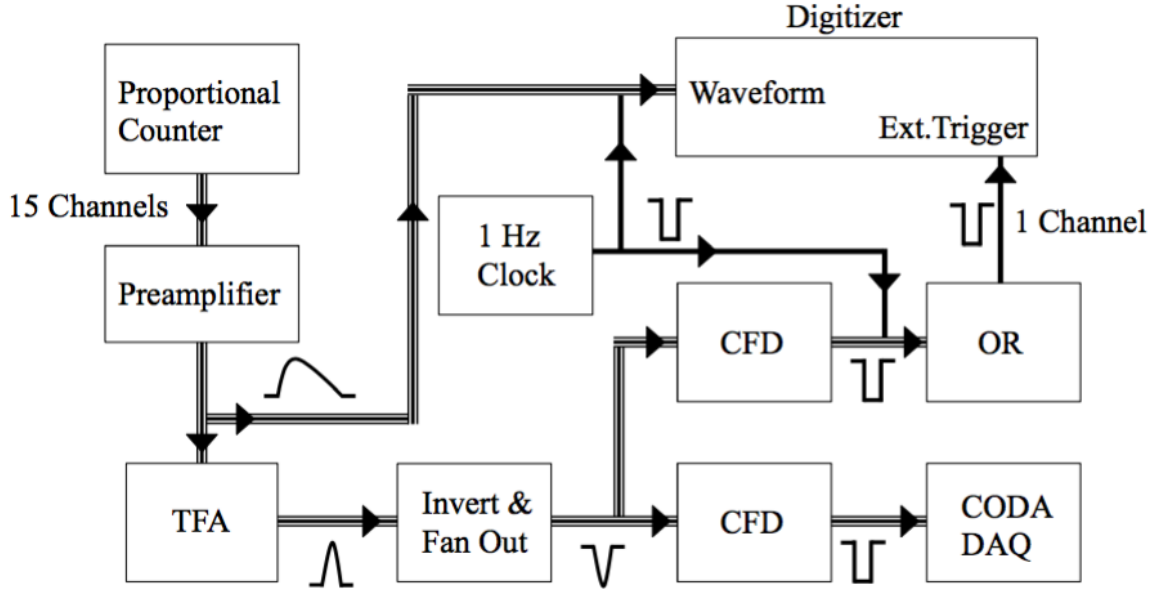 Digitizer
Proportional
Counter
Waveform
Ext.Trigger
15 Channels
1 Hz
Clock
1 Channel
Preamplifier
CFD
OR
TFA
Invert &
Fan Out
CFD
CODA
DAQ